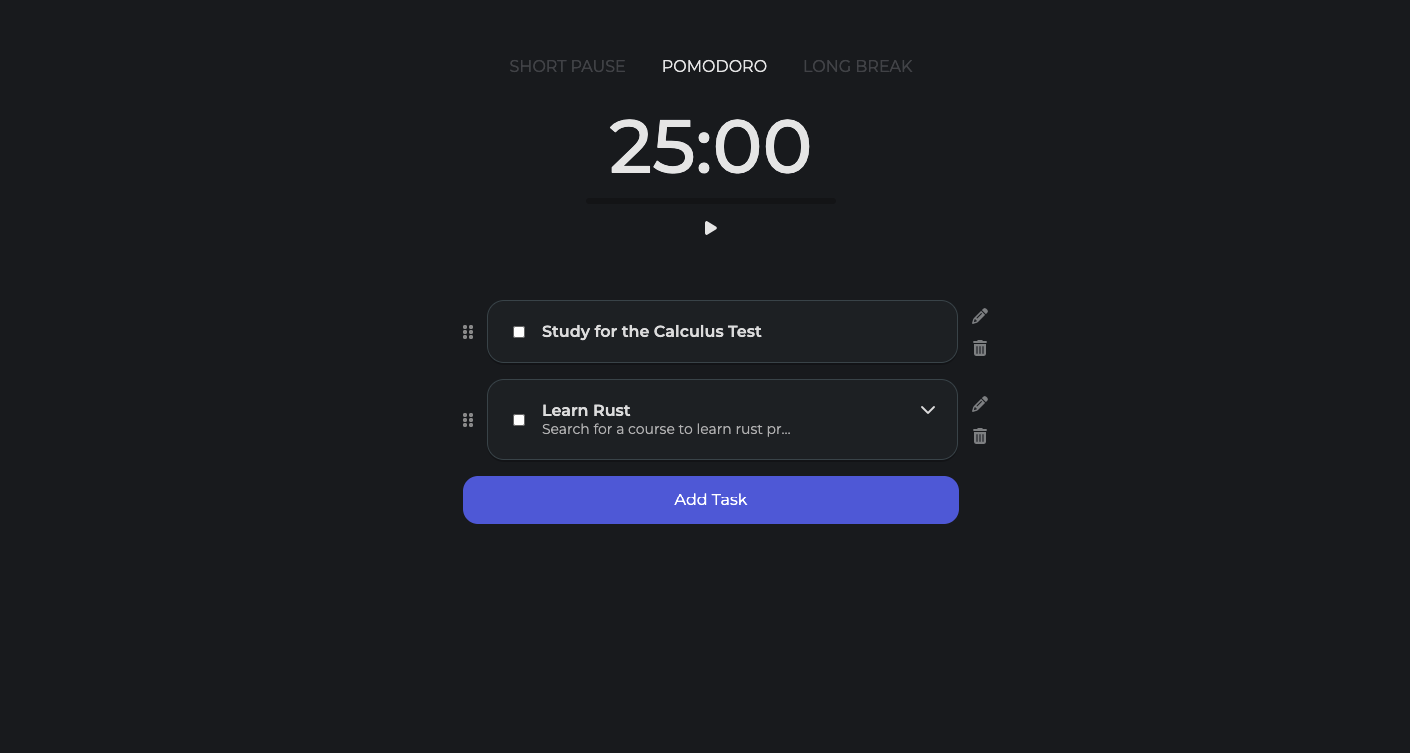 SHORT PAUSE POMODORO LONG BREAK
25:00
Study for the Calculus Test
Learn Rust
Search for a course to learn rust pr...
Add Task